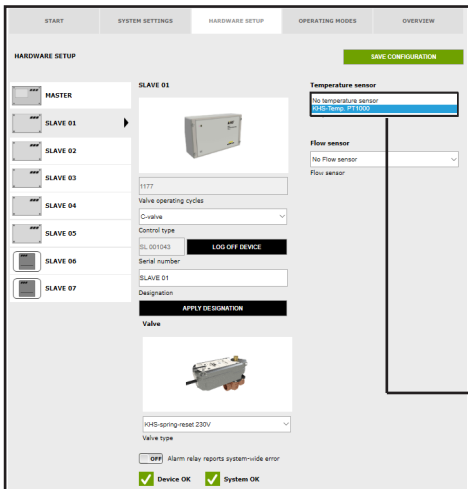 START
SYSTEM SETTINGS
HARDWARE SETUP
OPERATING MODES
OVERVIEW
HARDWARE SETUP
SAVE CONFIGURATION
MASTER
SLAVE 01
SLAVE 02
SLAVE 03
SLAVE 04
SLAVE 05
SLAVE 06
SLAVE 07
SLAVE 01
1177
Valve operating cycles
C-valve
Control type
SL 001043
LOG OFF DEVICE
Serial number
SLAVE 01
Designation
APPLY DESIGNATION
Valve
KHS-spring-reset 230V
Valve type
OFF Alarm relay reports system-wide error
Device OK
System OK
Temperature sensor
No temperature sensor
KHS-Temp. PT1000
Flow sensor
No Flow sensor
Flow sensor